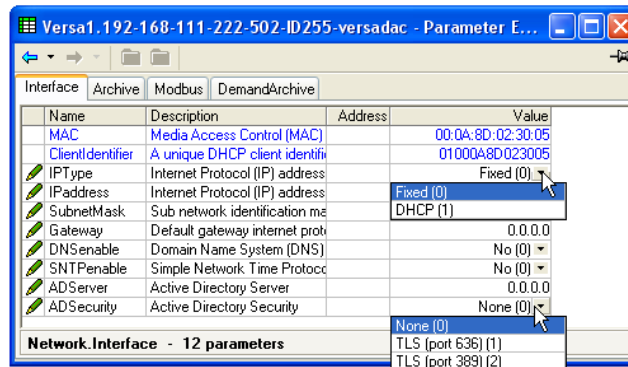 Versa1.192-168-111-222-502-ID255-versadac - Parameter E...
Interface Archive Modbus DemandArchive
Name Description Address Value
MAC Media Access Control (MAC) 00:0A:8D:02:30:05
ClientIdentifier A unique DHCP client identifi 01000A8D023005
IPType Internet Protocol (IP) address Fixed (0)
IPaddress Internet Protocol (IP) address Fixed (0)
SubnetMask Sub network identification ma DHCP (1)
Gateway Default gateway internet prot 0.0.0.0
DNSenable Domain Name System (DNS) No (0)
SNTPenable Simple Network Time Protoco No (0)
ADServer Active Directory Server 0.0.0.0
ADSecurity Active Directory Security None (0)
None (0)
Network.Interface - 12 parameters TLS (port 636) (1)
TLS (port 389) (2)